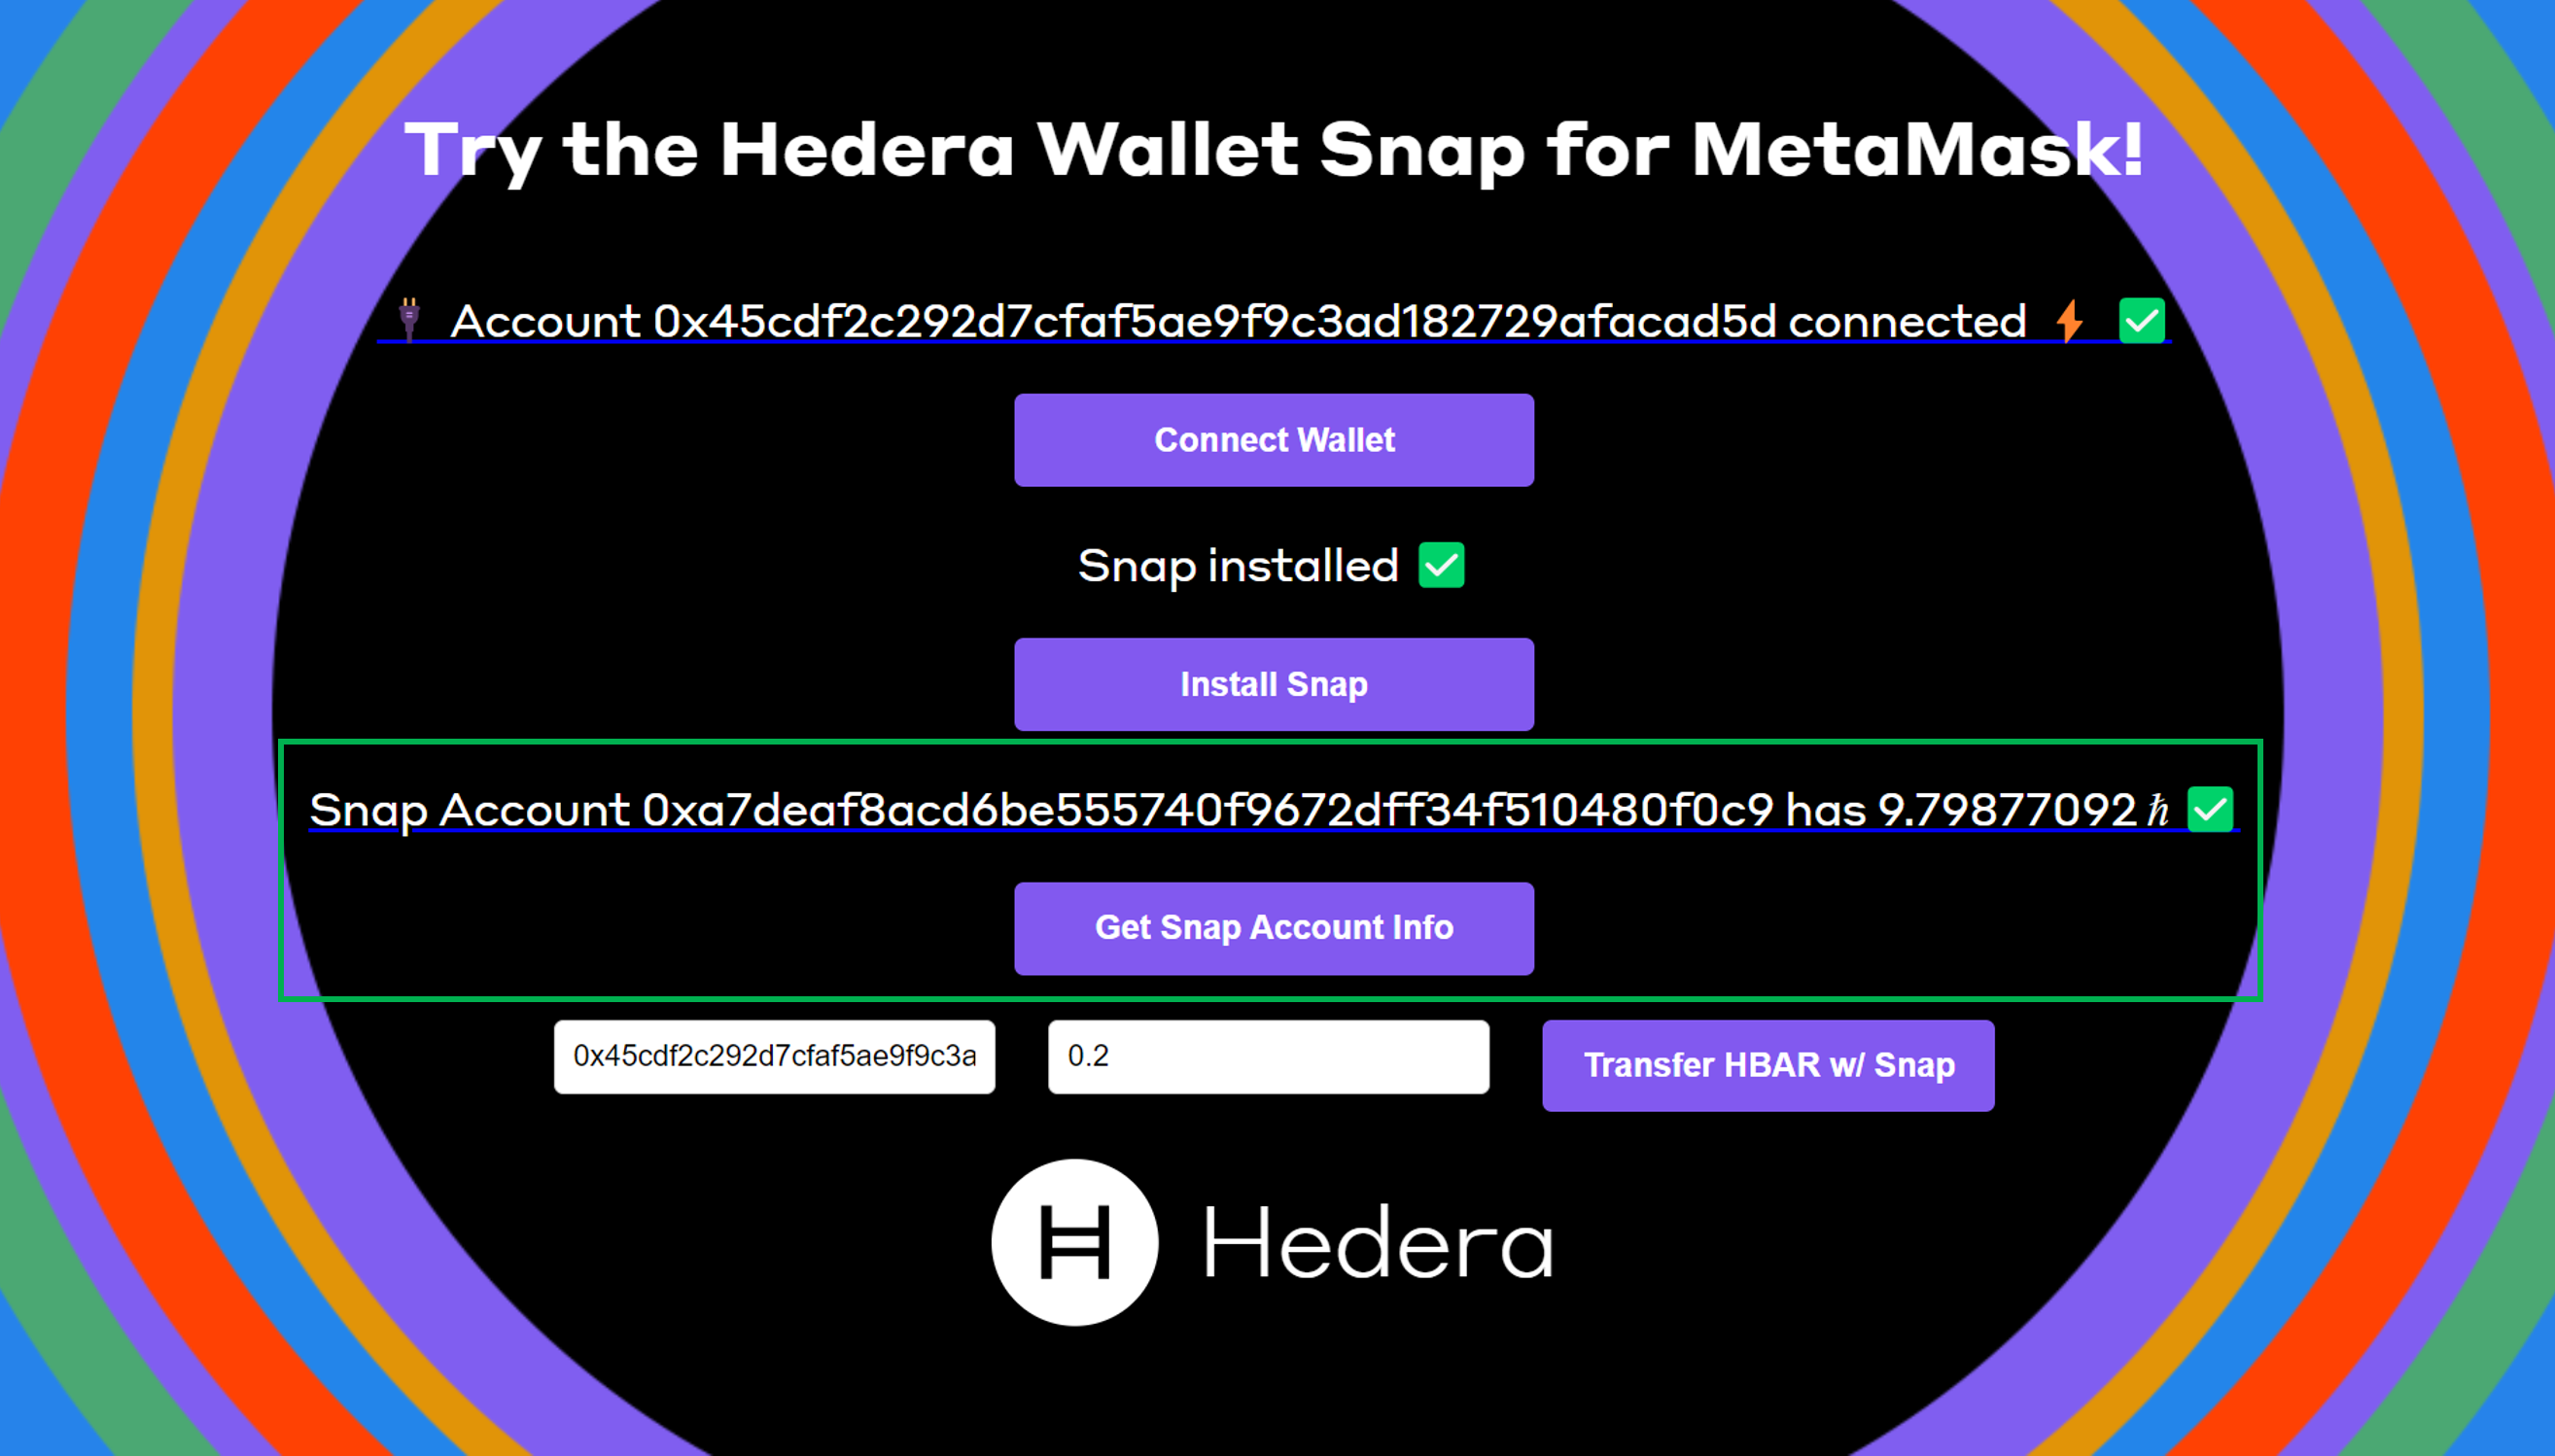 Try the Hedera Wallet Snap for MetaMask!
🔌 Account 0x45cdf2c292d7cfaf5ae9f9c3ad182729afacad5d connected ⚡ ✅
Connect Wallet
Snap installed ✅
Install Snap
Snap Account 0xa7deaf8acd6be555740f9672dff34f510480f0c9 has 9.79877092 ℏ ✅
Get Snap Account Info
0x45cdf2c292d7cfaf5ae9f9c3a 0.2 Transfer HBAR w/ Snap
H Hedera